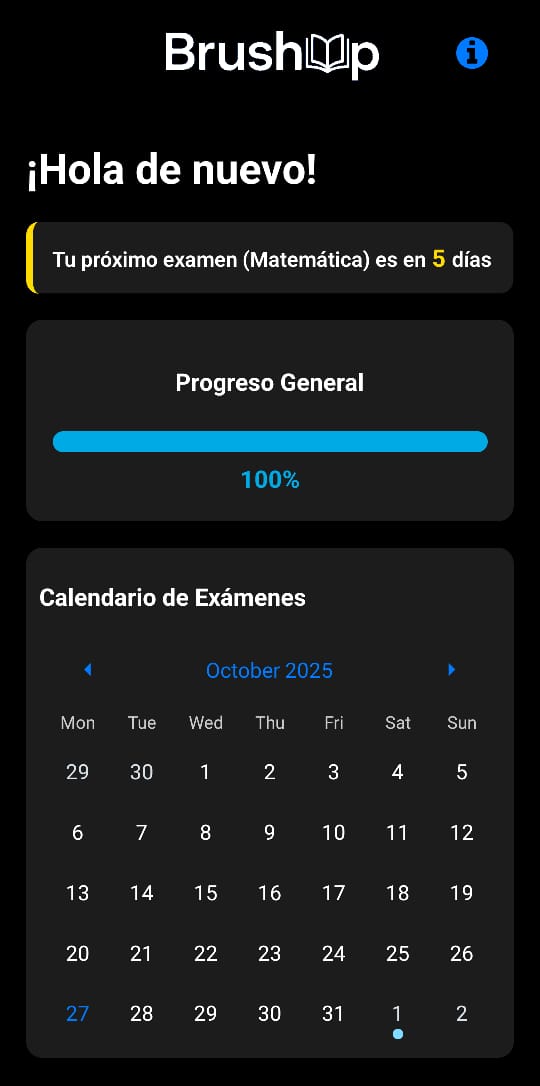 BrushUp
¡Hola de nuevo!
Tu próximo examen (Matemática) es en 5 días
Progreso General
100%
Calendario de Exámenes
October 2025
Mon Tue Wed Thu Fri Sat Sun
29 30 1 2 3 4 5
6 7 8 9 10 11 12
13 14 15 16 17 18 19
20 21 22 23 24 25 26
27 28 29 30 31 1 2